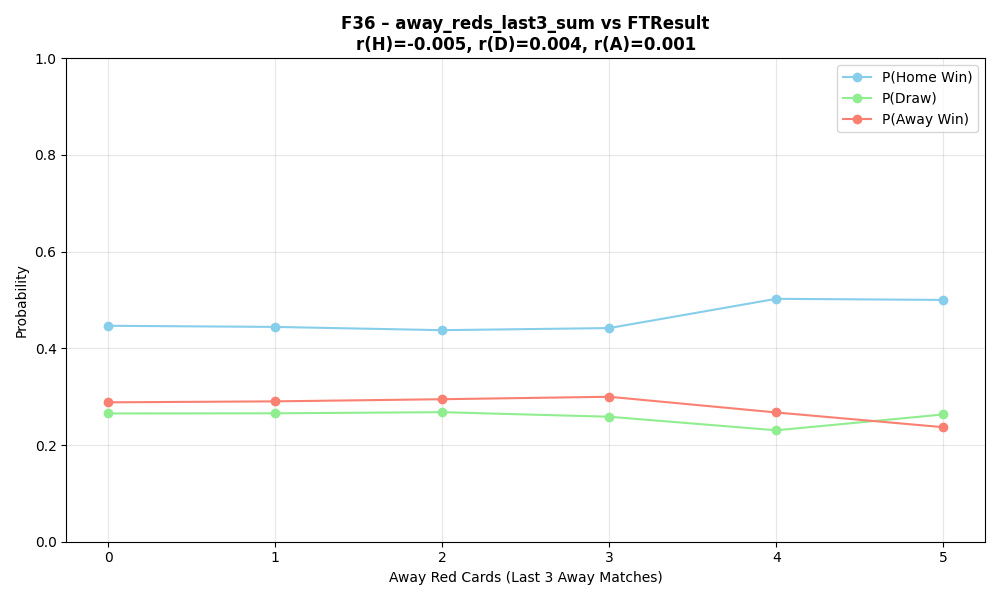 F36 – away_reds_last3_sum vs FTResult
r(H)=-0.005, r(D)=0.004, r(A)=0.001
P(Home Win)
P(Draw)
P(Away Win)
Probability
1.0
0.8
0.6
0.4
0.2
0.0
0 1 2 3 4 5
Away Red Cards (Last 3 Away Matches)